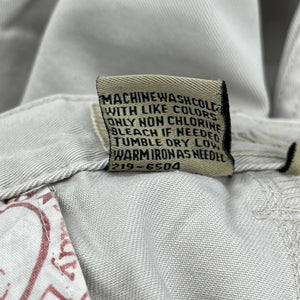 MACHINE WASH COLD
WITH LIKE COLORS
ONLY NON CHLORINE
BLEACH IF NEEDED
TUMBLE DRY LOW
WARM IRON AS NEEDED
219-6504